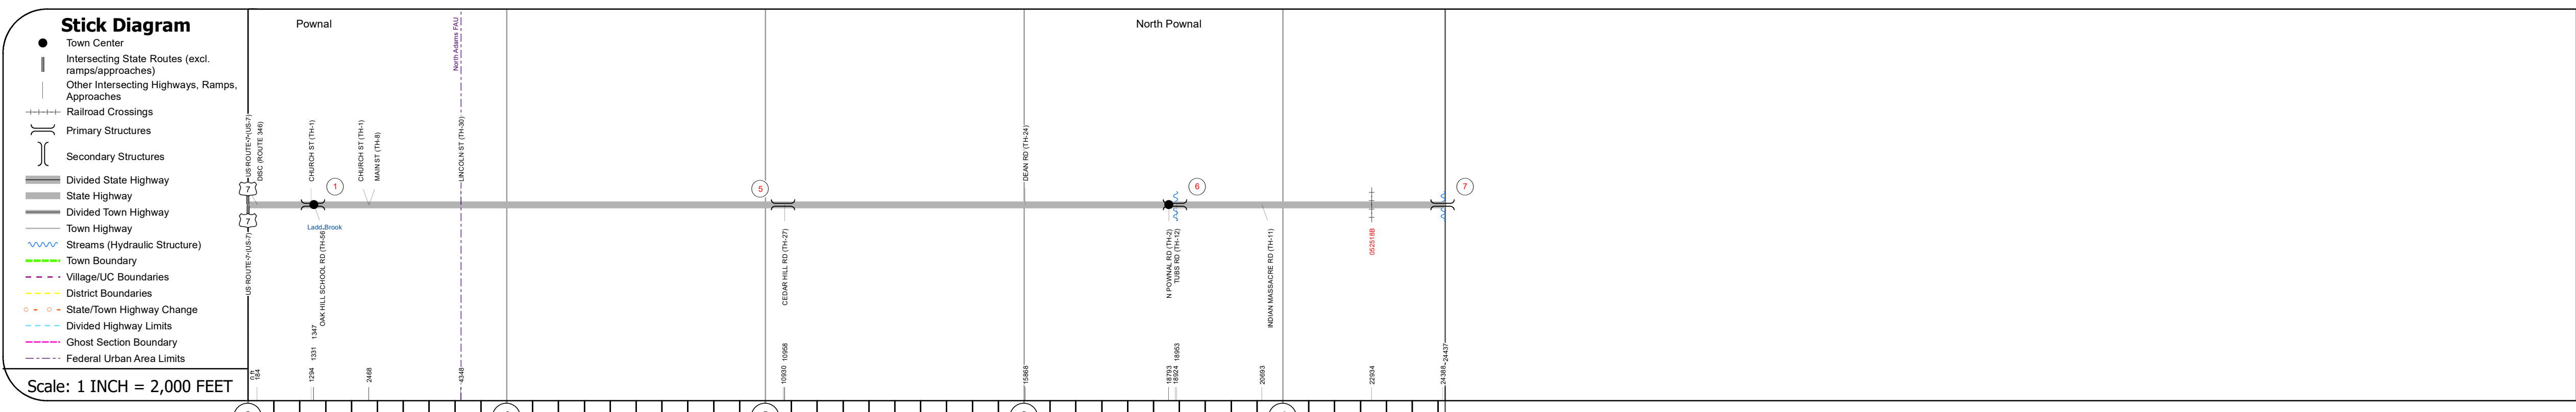 Stick Diagram
Town Center
Intersecting State Routes (excl.
ramps/approaches)
Other Intersecting Highways, Ramps,
Approaches
Railroad Crossings
Primary Structures
Secondary Structures
Divided State Highway
State Highway
Divided Town Highway
Town Highway
Streams (Hydraulic Structure)
Town Boundary
Village/UC Boundaries
District Boundaries
State/Town Highway Change
Divided Highway Limits
Ghost Section Boundary
Federal Urban Area Limits
Scale: 1 INCH = 2,000 FEET
Pownal
North Pownal
North Adams FAU
US ROUTE-7 (US-7)
DISC (ROUTE 346)
CHURCH ST (TH-1)
CHURCH ST (TH-1)
MAIN ST (TH-8)
LINCOLN ST (TH-30)
DEAN RD (TH-24)
7
7
1
5
6
7
Ladd Brook
US ROUTE-7 (US-7)
OAK HILL SCHOOL RD (TH-56
CEDAR HILL RD (TH-27)
N POWNAL RD (TH-2)
TUBS RD (TH-12)
INDIAN MASSACRE RD (TH-11)
052518B
0 ft
184
1294
1331
1347
2468
4348
10930
10958
15868
18793
18924
18953
20693
22934
24388
24437